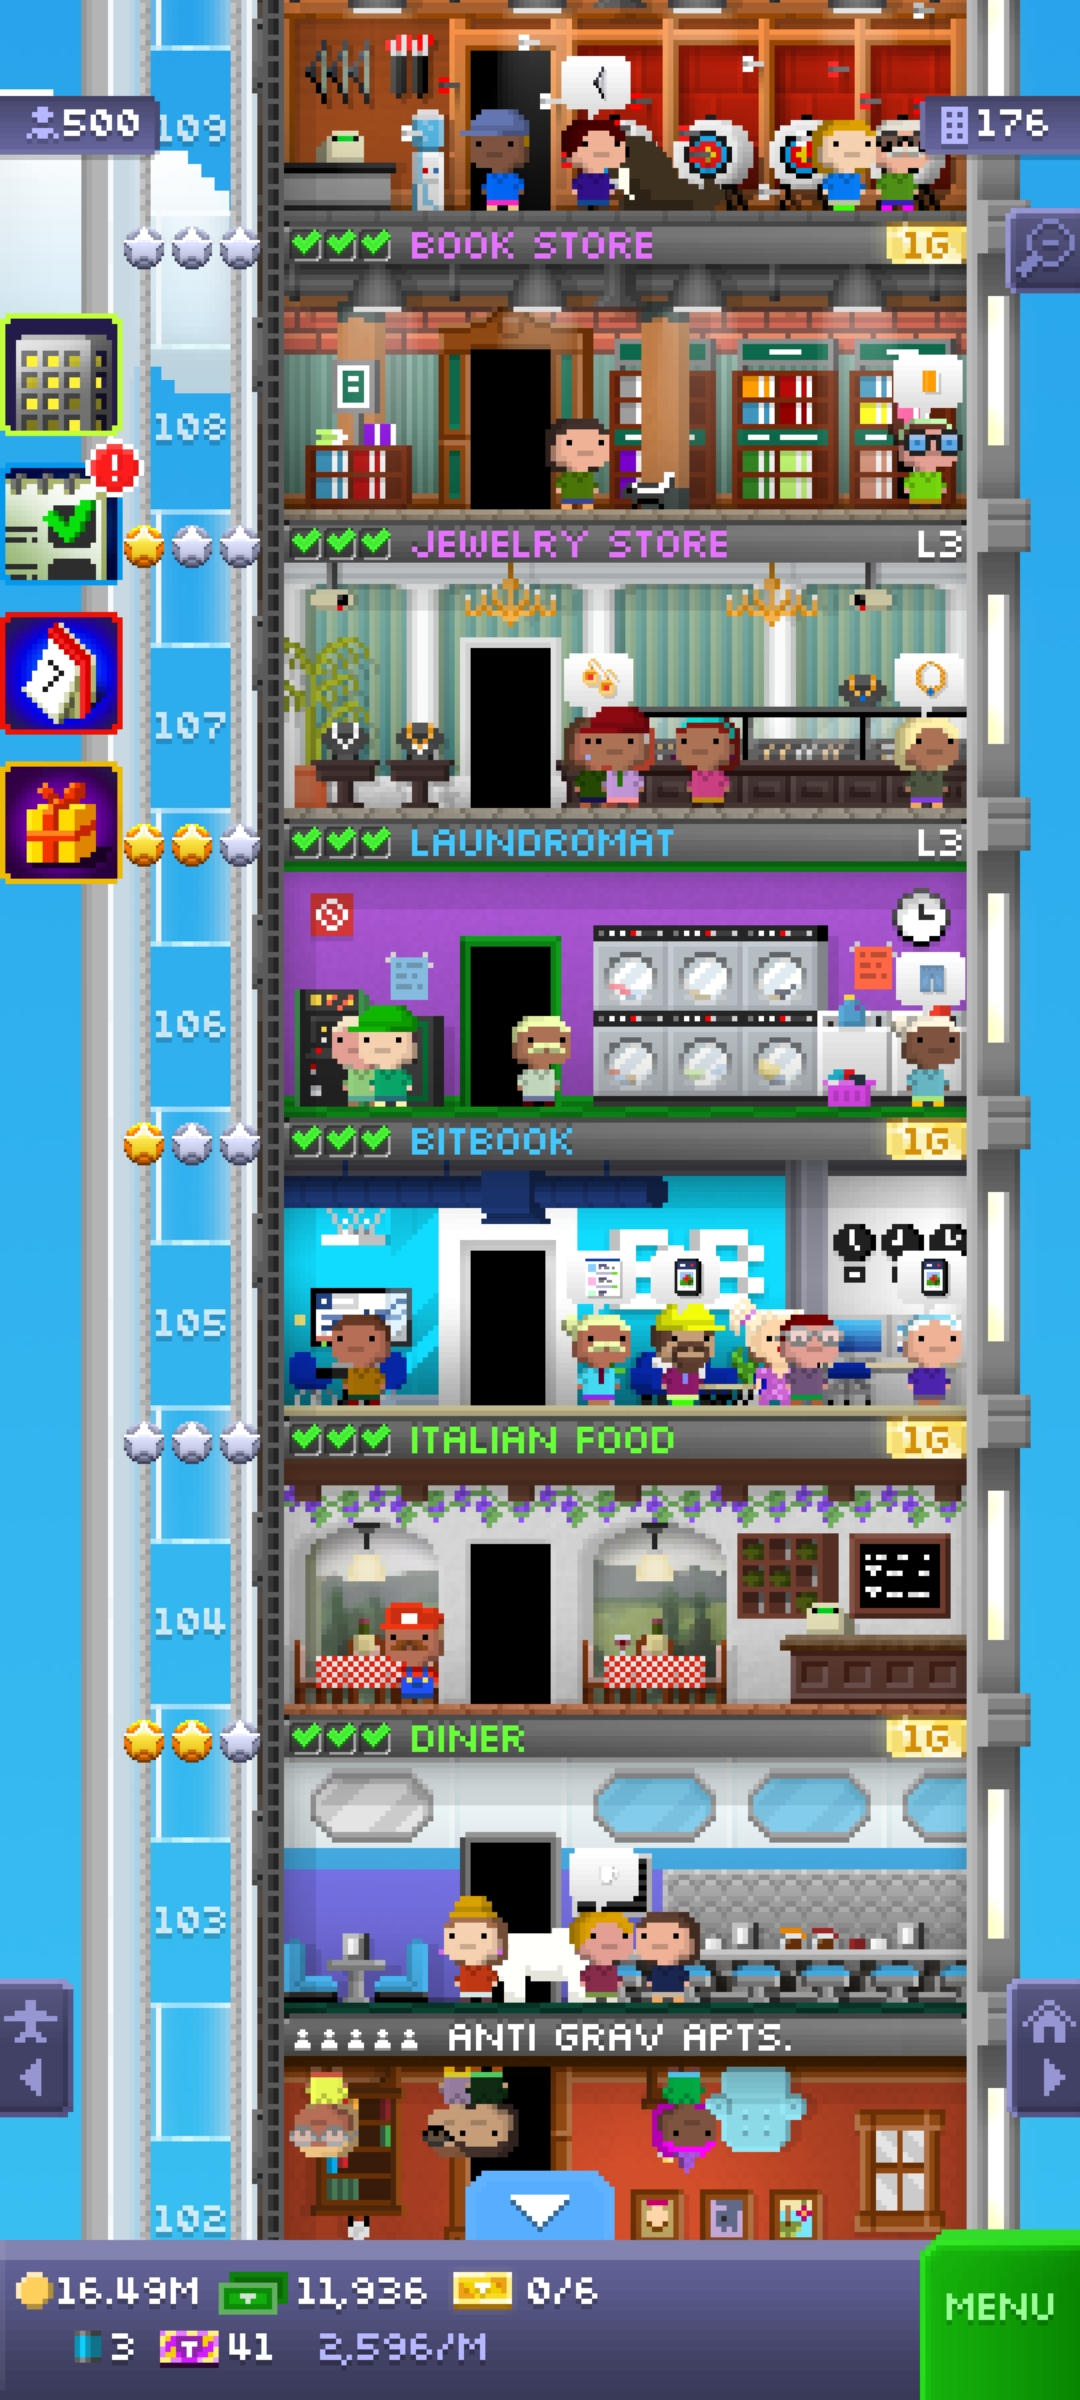 500
109
176
BOOK STORE 1G
108
JEWELRY STORE L3
7
107
LAUNDROMAT L3
106
BITBOOK 1G
105
ITALIAN FOOD 1G
104
DINER 1G
103
ANTI GRAV APTS.
102
16.49M 11,936 0/6
MENU
3 T 41 2,596/M